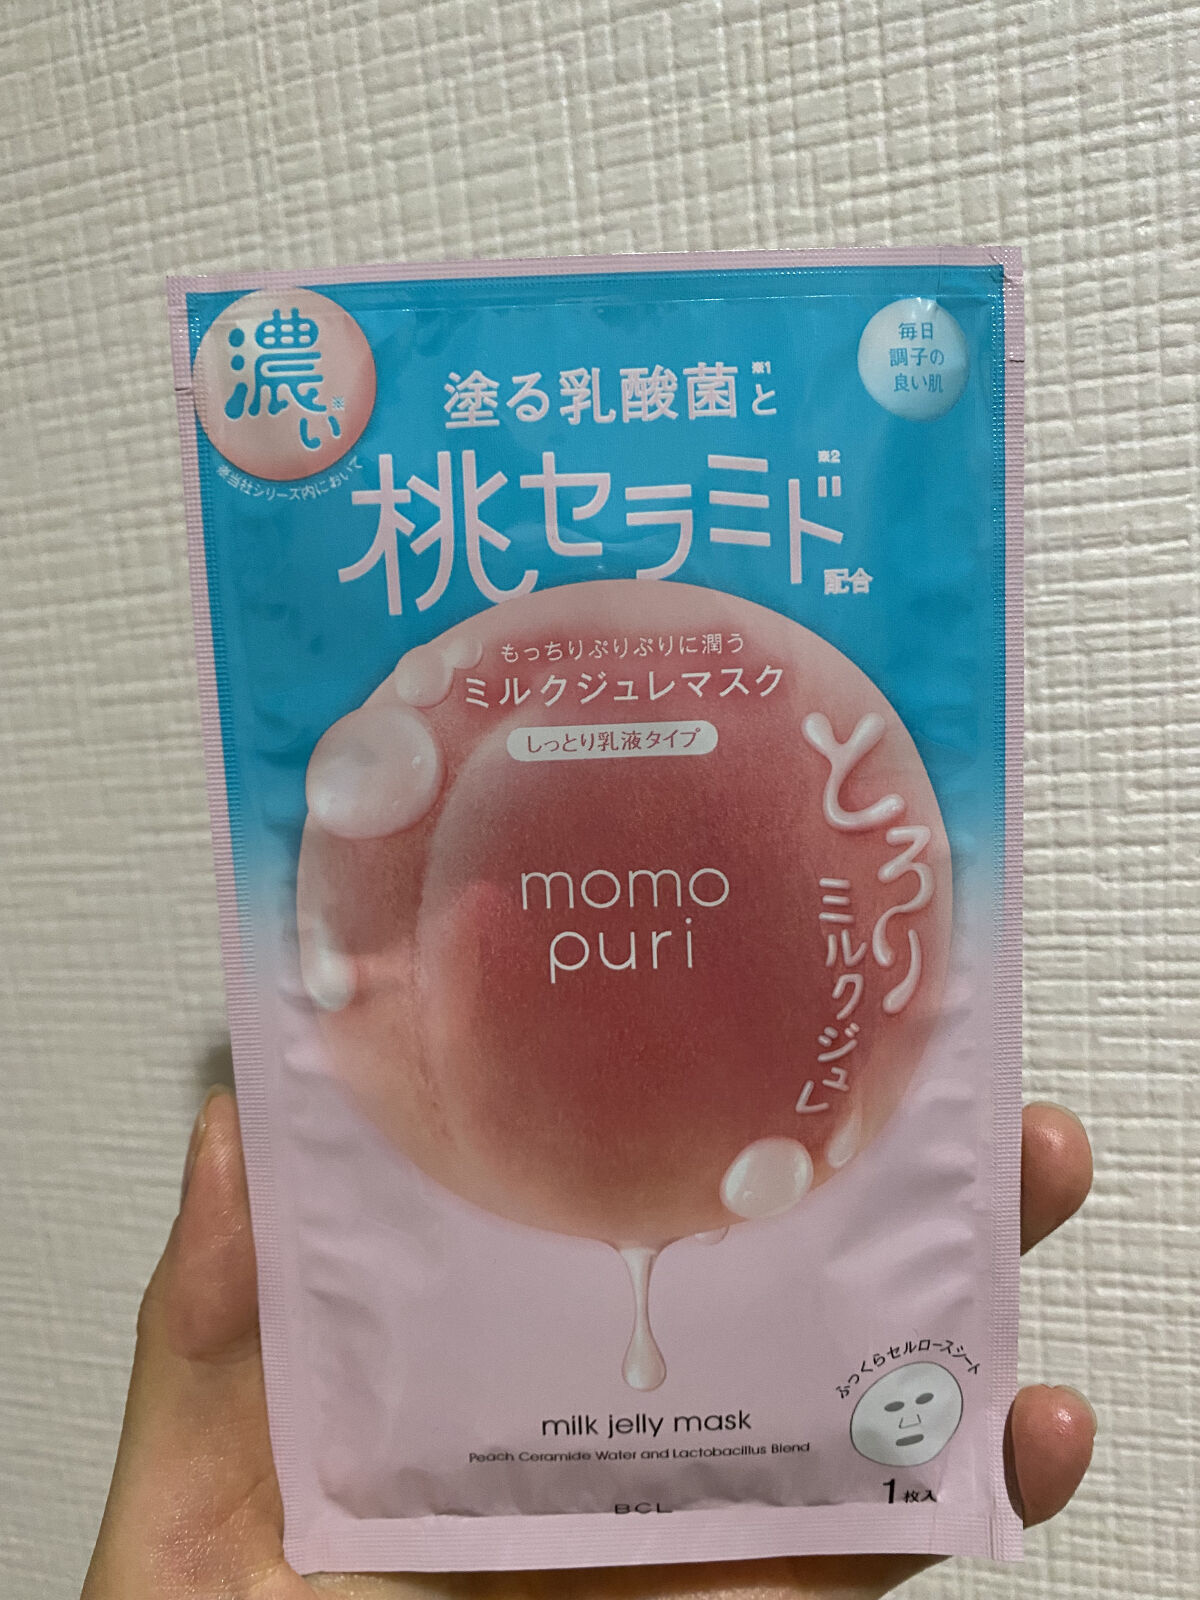 濃い※
※当社シリーズ内において
毎日
調子の
良い肌
塗る乳酸菌※1と
桃セラミド※2
配合
もっちりぷりぷりに潤う
ミルクジュレマスク
しっとり乳液タイプ
とろ〜り
ミルクジュレ
momo
puri
ふっくらセルロースシート
milk jelly mask
Peach Ceramide Water and Lactobacillus Blend
1枚入
BCL